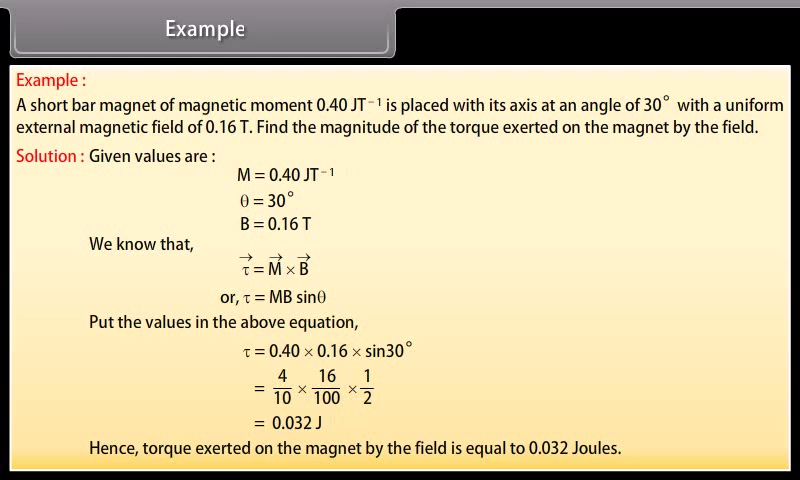 Example
Example :
A short bar magnet of magnetic moment 0.40 JT⁻¹ is placed with its axis at an angle of 30° with a uniform
external magnetic field of 0.16 T. Find the magnitude of the torque exerted on the magnet by the field.
Solution : Given values are :
M = 0.40 JT⁻¹
θ = 30°
B = 0.16 T
We know that,
τ⃗ = M⃗ × B⃗
or, τ = MB sinθ
Put the values in the above equation,
τ = 0.40 × 0.16 × sin30°
= 4/10 × 16/100 × 1/2
= 0.032 J
Hence, torque exerted on the magnet by the field is equal to 0.032 Joules.